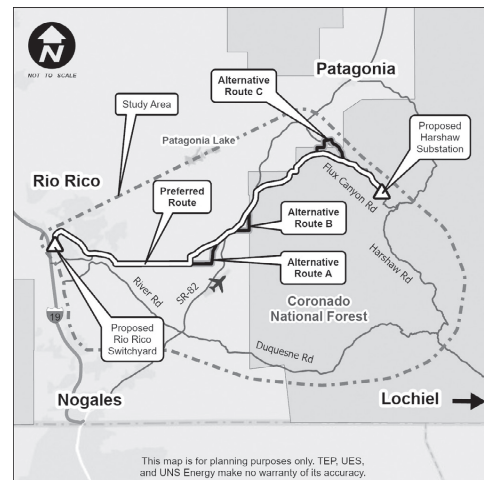 N
NOT TO SCALE
Patagonia
Alternative
Route C
Study Area
Proposed
Harshaw
Substation
Patagonia Lake
Rio Rico
Preferred
Route
Flux Canyon Rd
Alternative
Route B
Harshaw Rd
Alternative
Route A
River Rd
SR-82
Coronado
National Forest
19
Proposed
Rio Rico
Switchyard
Duquesne Rd
Nogales
Lochiel
This map is for planning purposes only. TEP, UES,
and UNS Energy make no warranty of its accuracy.